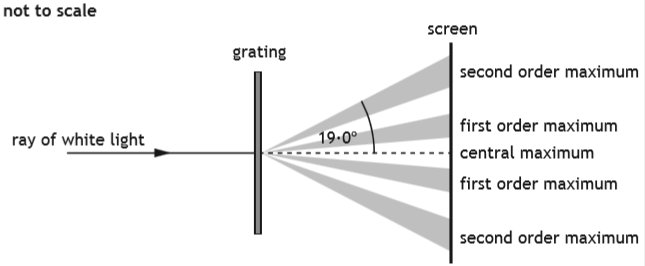 not to scale
screen
grating
second order maximum
first order maximum
ray of white light
19·0°
central maximum
first order maximum
second order maximum